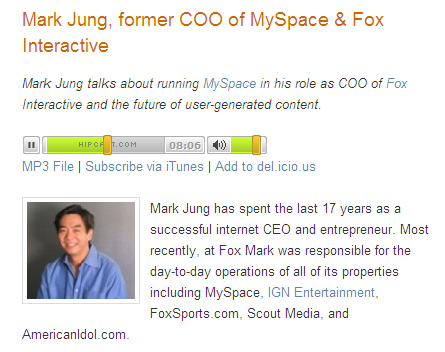 Mark Jung, former COO of MySpace & Fox
Interactive
Mark Jung talks about running MySpace in his role as COO of Fox
Interactive and the future of user-generated content.
08:06
MP3 File | Subscribe via iTunes | Add to del.icio.us
Mark Jung has spent the last 17 years as a
successful internet CEO and entrepreneur. Most
recently, at Fox Mark was responsible for the
day-to-day operations of all of its properties
including MySpace, IGN Entertainment,
FoxSports.com, Scout Media, and
AmericanIdol.com.